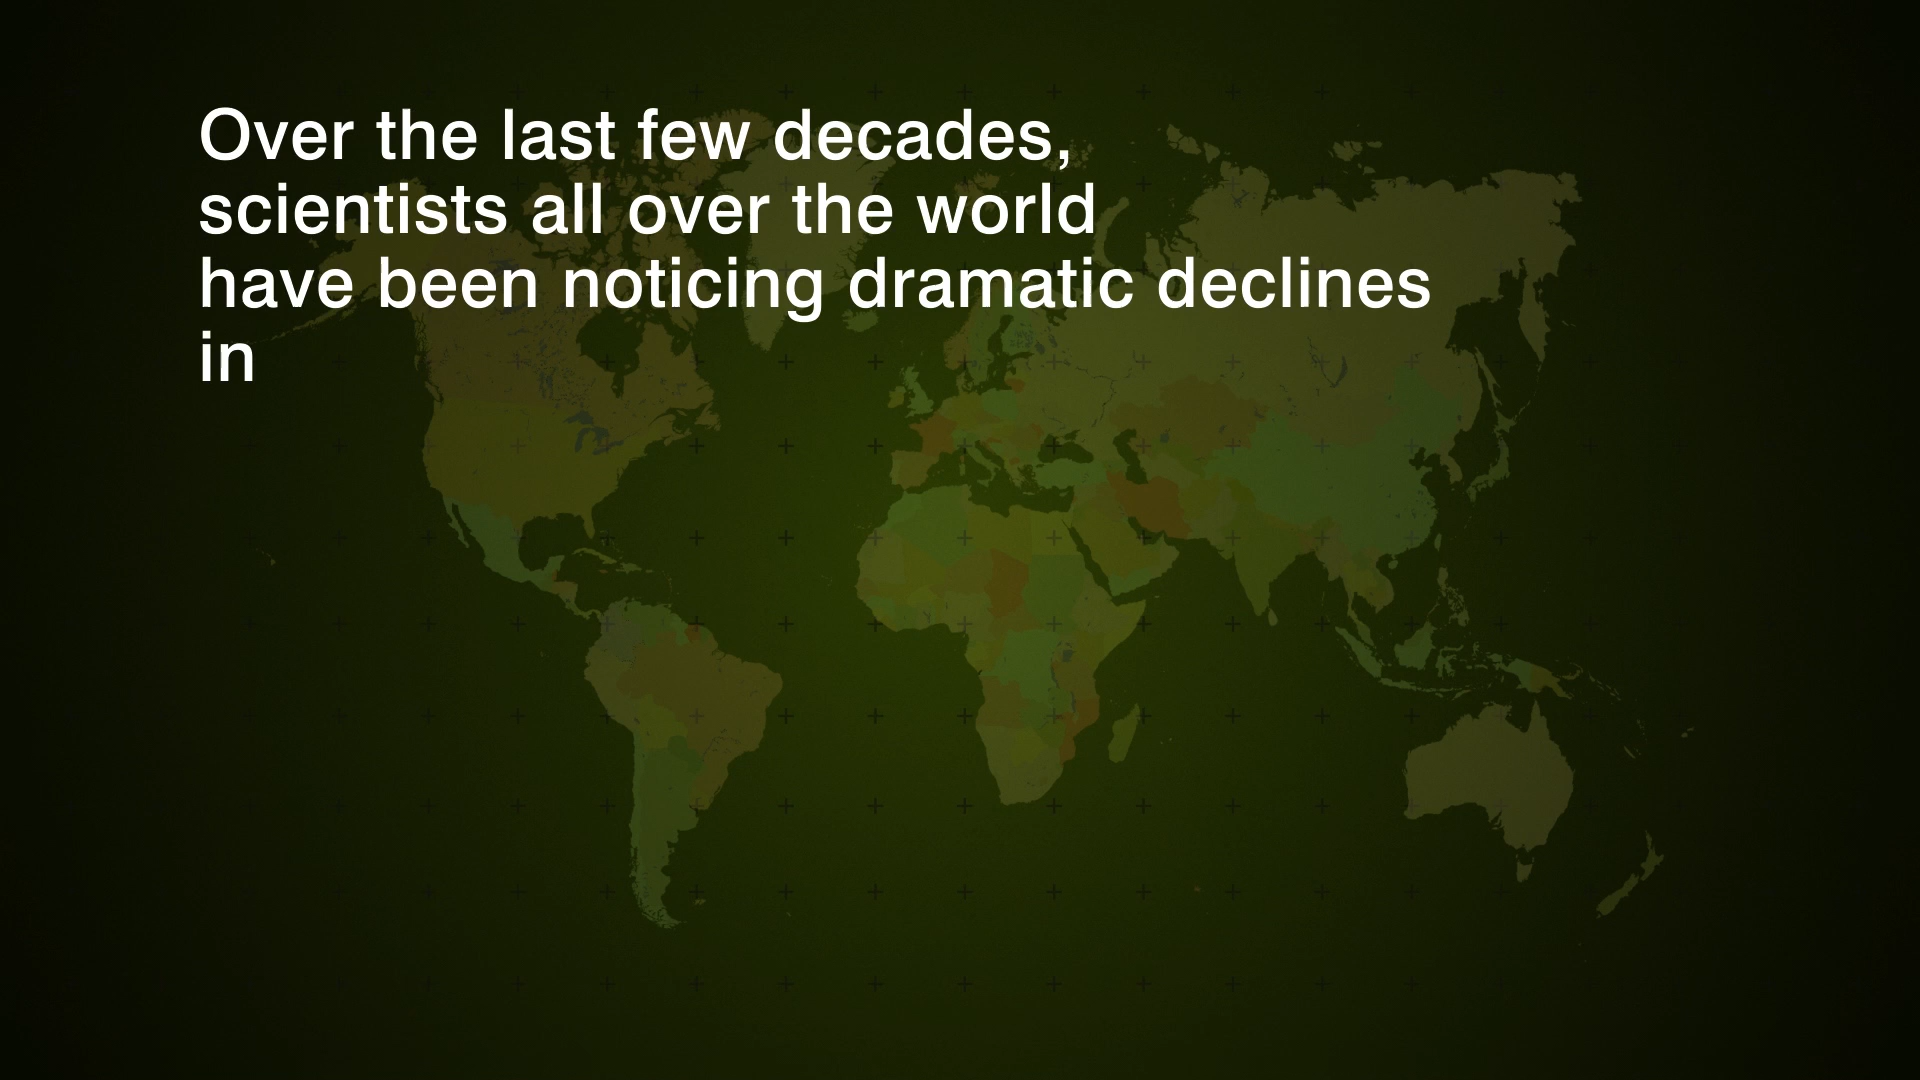 Over the last few decades,
scientists all over the world
have been noticing dramatic declines
in